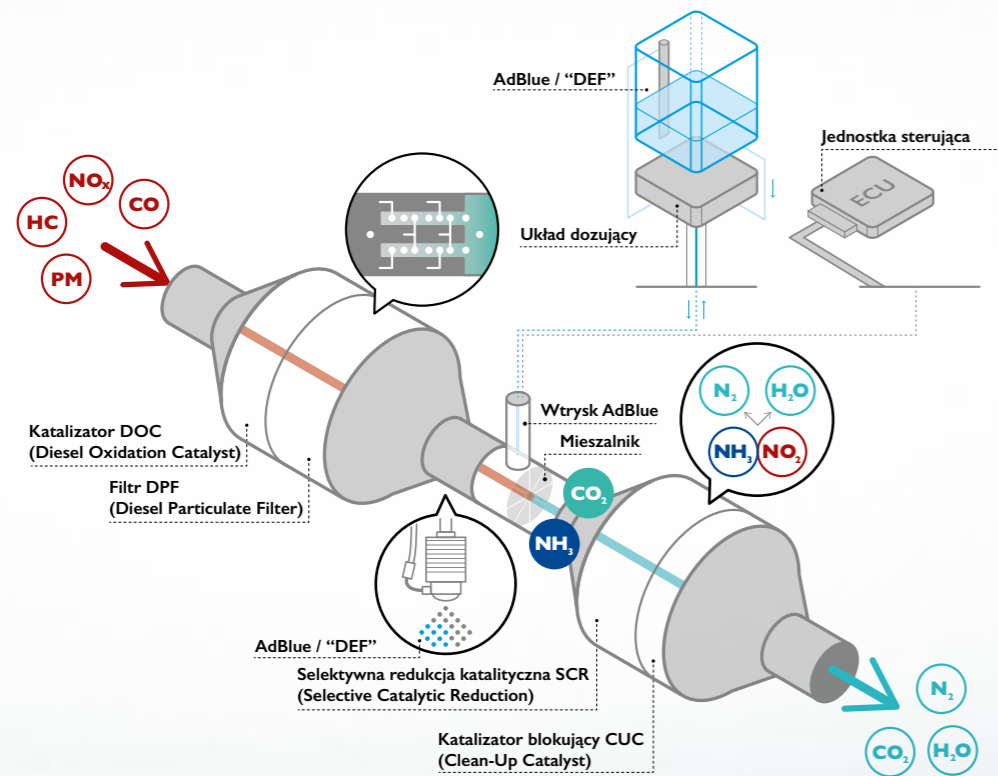 AdBlue / “DEF”
Jednostka sterująca
ECU
NOₓ
CO
HC
PM
Układ dozujący
N₂
H₂O
NH₃
NO₂
Wtrysk AdBlue
Mieszalnik
Katalizator DOC
(Diesel Oxidation Catalyst)
Filtr DPF
(Diesel Particulate Filter)
CO₂
NH₃
AdBlue / “DEF”
Selektywna redukcja katalityczna SCR
(Selective Catalytic Reduction)
Katalizator blokujący CUC
(Clean-Up Catalyst)
N₂
CO₂
H₂O